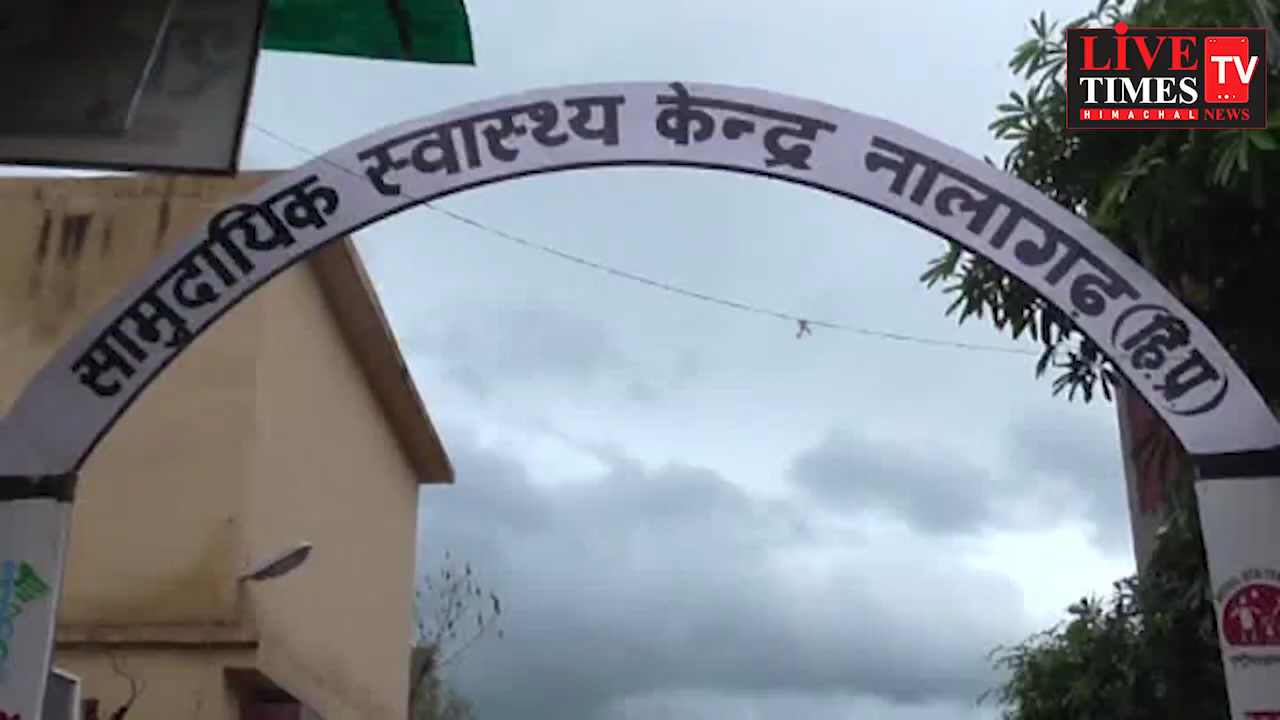 LIVE
TIMES TV
HIMACHAL NEWS
सामुदायिक स्वास्थ्य केन्द्र नालागढ़ (हि.प्र)